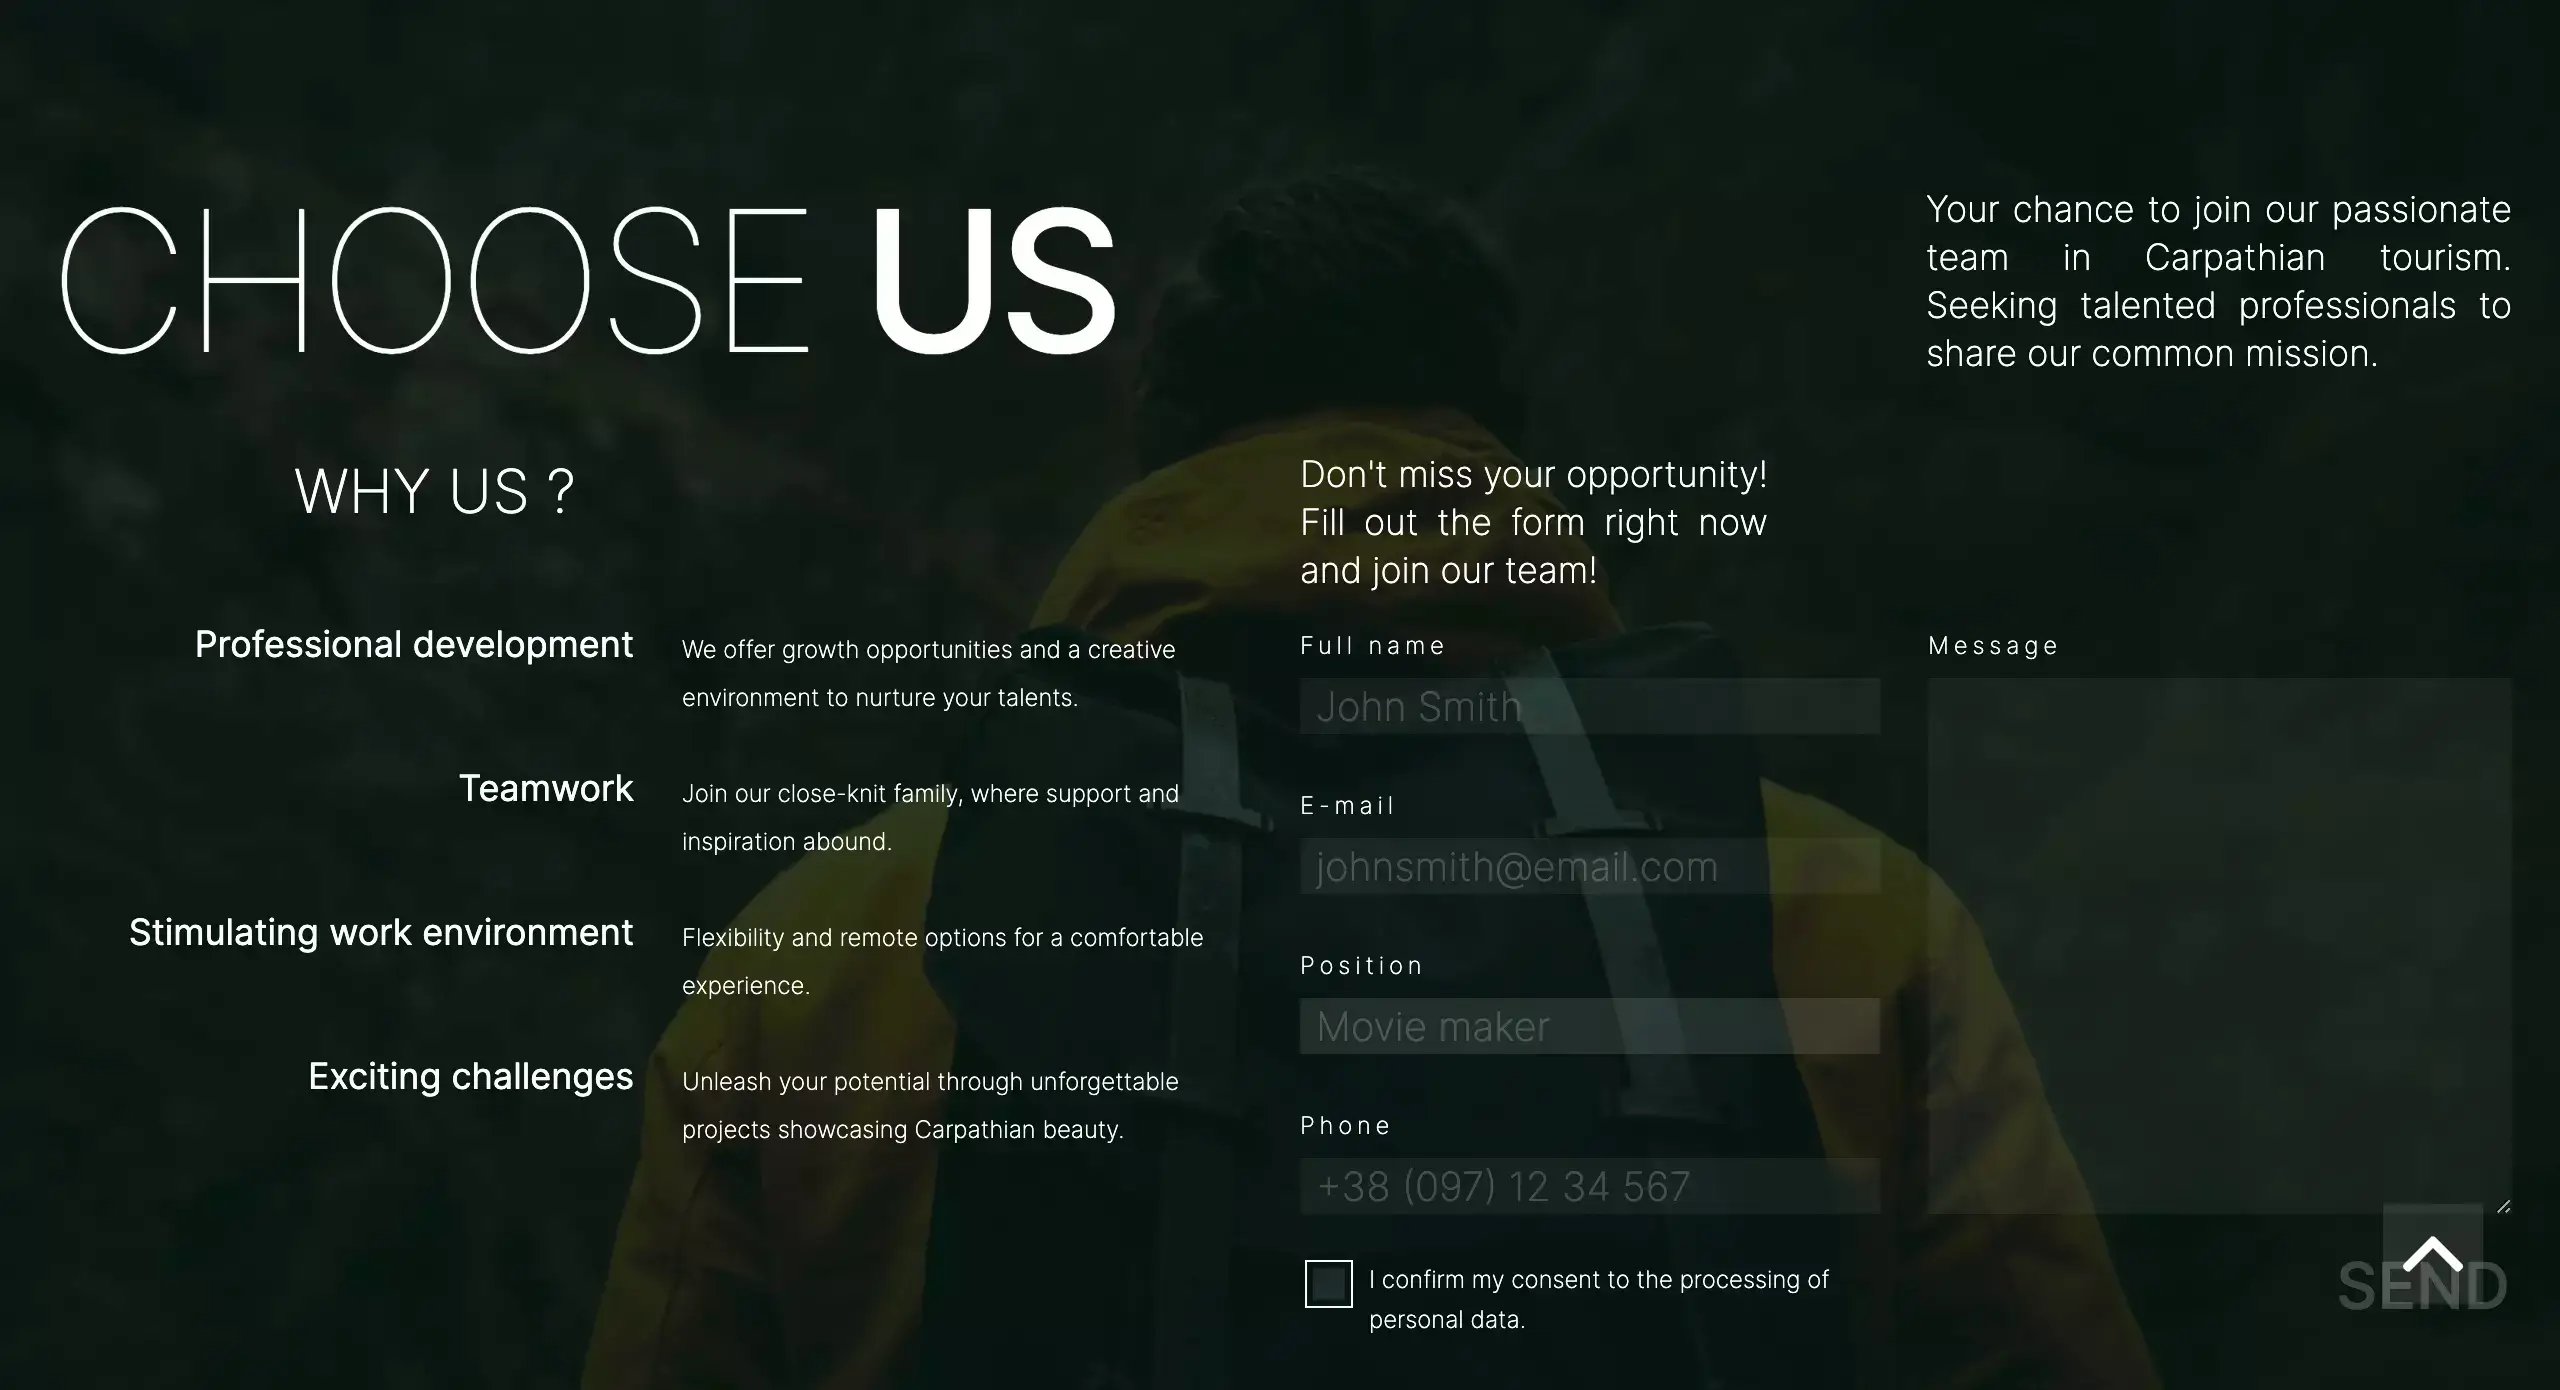 CHOOSE US
Your chance to join our passionate
team in Carpathian tourism.
Seeking talented professionals to
share our common mission.
WHY US ?
Professional development
We offer growth opportunities and a creative
environment to nurture your talents.
Teamwork
Join our close-knit family, where support and
inspiration abound.
Stimulating work environment
Flexibility and remote options for a comfortable
experience.
Exciting challenges
Unleash your potential through unforgettable
projects showcasing Carpathian beauty.
Don't miss your opportunity!
Fill out the form right now
and join our team!
Full name
John Smith
E-mail
johnsmith@email.com
Position
Movie maker
Phone
+38 (097) 12 34 567
Message
I confirm my consent to the processing of
personal data.
SEND